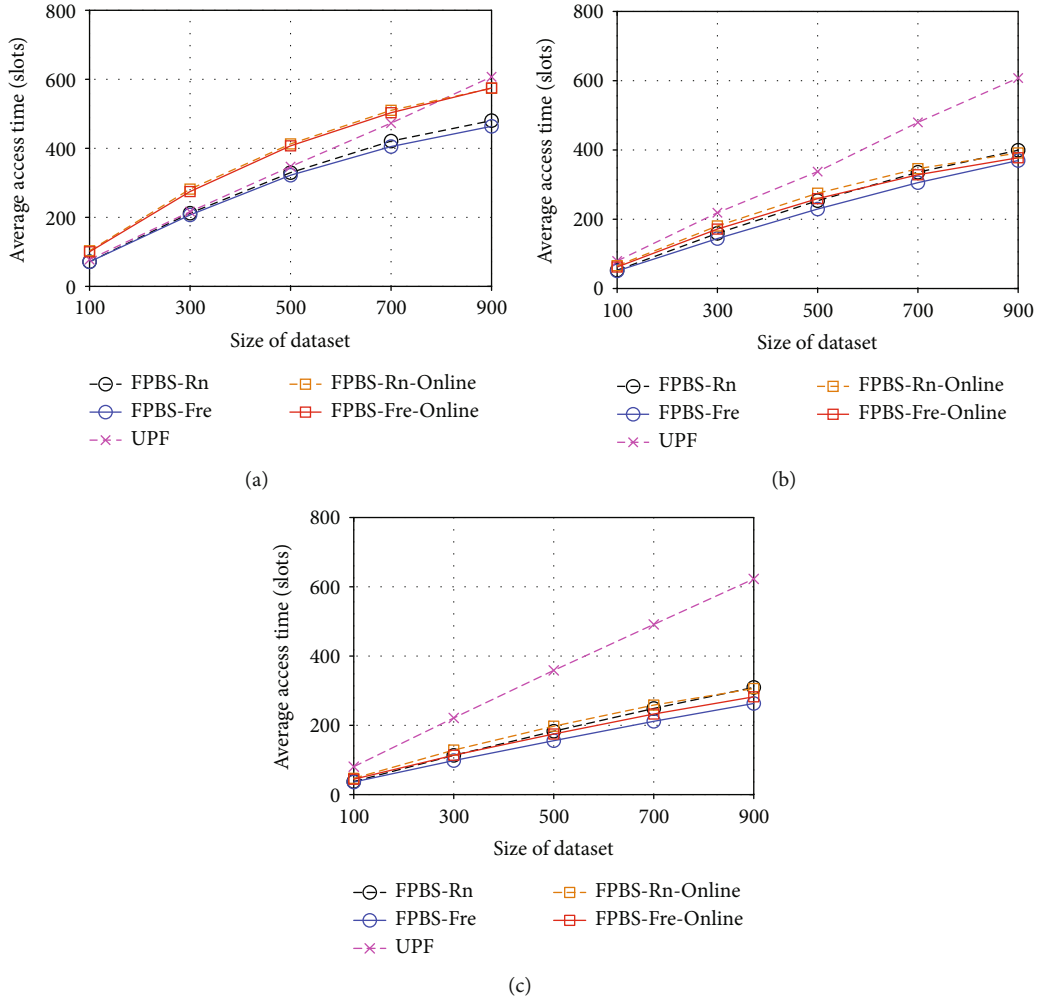 800
600
400
200
0
Average access time (slots)
100 300 500 700 900
Size of dataset
FPBS-Rn FPBS-Rn-Online
FPBS-Fre FPBS-Fre-Online
UPF
(a)
800
600
400
200
0
Average access time (slots)
100 300 500 700 900
Size of dataset
FPBS-Rn FPBS-Rn-Online
FPBS-Fre FPBS-Fre-Online
UPF
(b)
800
600
400
200
0
Average access time (slots)
100 300 500 700 900
Size of dataset
FPBS-Rn FPBS-Rn-Online
FPBS-Fre FPBS-Fre-Online
UPF
(c)